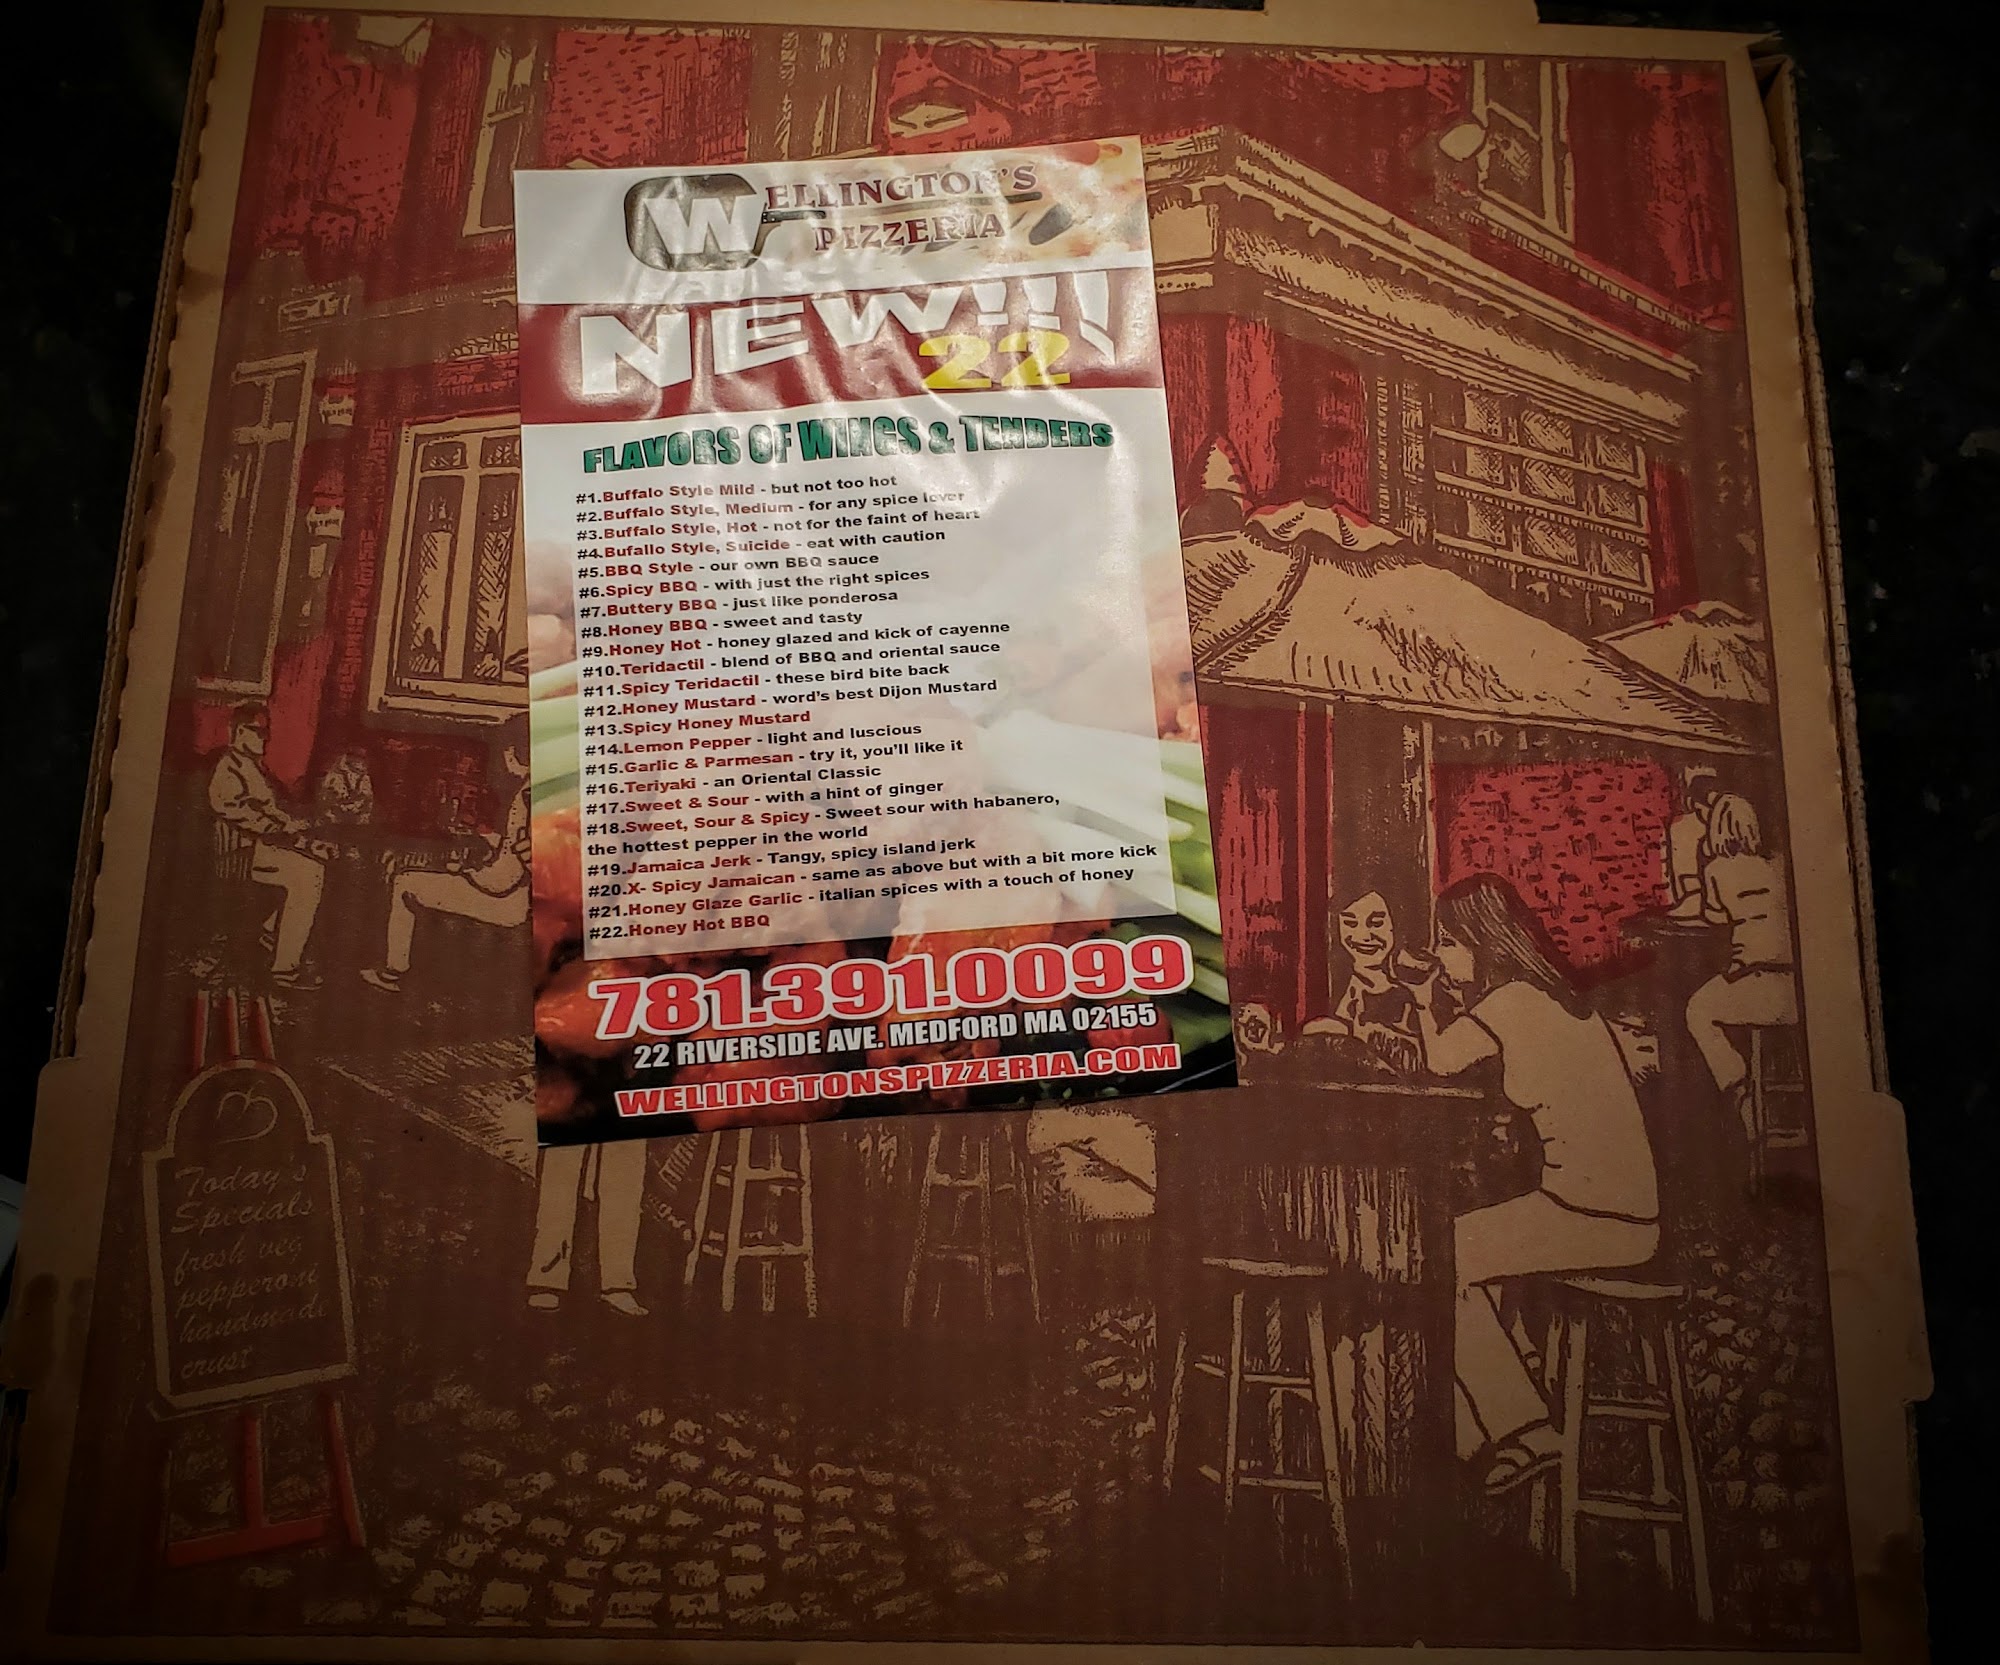 WELLINGTON'S
PIZZERIA
NEW!!!
22
FLAVORS OF WINGS & TENDERS
#1.Buffalo Style Mild - but not too hot
#2.Buffalo Style, Medium - for any spice lover
#3.Buffalo Style, Hot - not for the faint of heart
#4.Bufallo Style, Suicide - eat with caution
#5.BBQ Style - our own BBQ sauce
#6.Spicy BBQ - with just the right spices
#7.Buttery BBQ - just like ponderosa
#8.Honey BBQ - sweet and tasty
#9.Honey Hot - honey glazed and kick of cayenne
#10.Teridactil - blend of BBQ and oriental sauce
#11.Spicy Teridactil - these bird bite back
#12.Honey Mustard - word's best Dijon Mustard
#13.Spicy Honey Mustard
#14.Lemon Pepper - light and luscious
#15.Garlic & Parmesan - try it, you'll like it
#16.Teriyaki - an Oriental Classic
#17.Sweet & Sour - with a hint of ginger
#18.Sweet, Sour & Spicy - Sweet sour with habanero,
the hottest pepper in the world
#19.Jamaica Jerk - Tangy, spicy island jerk
#20.X- Spicy Jamaican - same as above but with a bit more kick
#21.Honey Glaze Garlic - italian spices with a touch of honey
#22.Honey Hot BBQ
781.391.0099
22 RIVERSIDE AVE. MEDFORD MA 02155
WELLINGTONSPIZZERIA.COM
Today's
Specials
fresh veg
pepperoni
handmade
crust